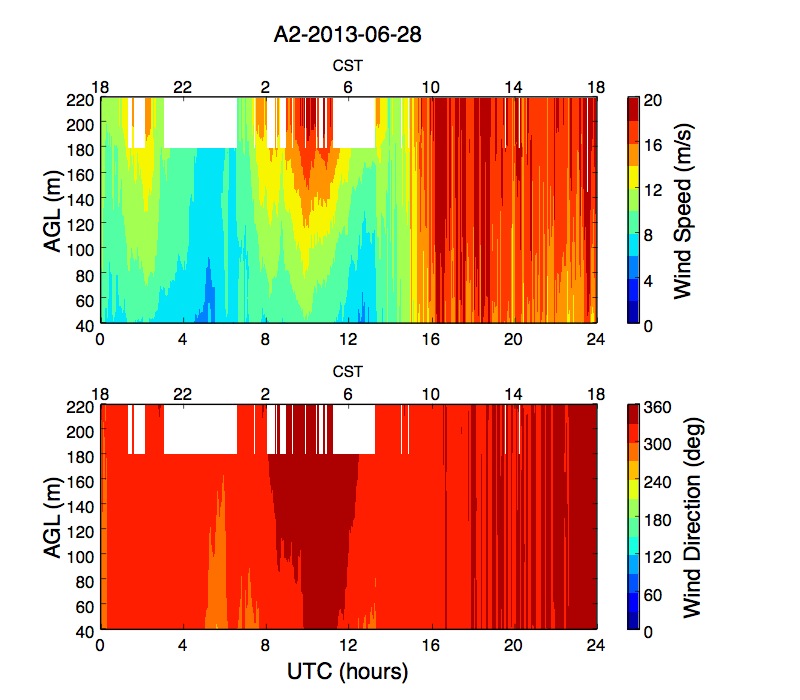 A2-2013-06-28
CST
18 22 2 6 10 14 18
220 200 180 160 140 120 100 80 60 40
AGL (m)
0 4 8 12 16 20 24
20 16 12 8 4 0
Wind Speed (m/s)
CST
18 22 2 6 10 14 18
220 200 180 160 140 120 100 80 60 40
AGL (m)
0 4 8 12 16 20 24
UTC (hours)
360 300 240 180 120 60 0
Wind Direction (deg)